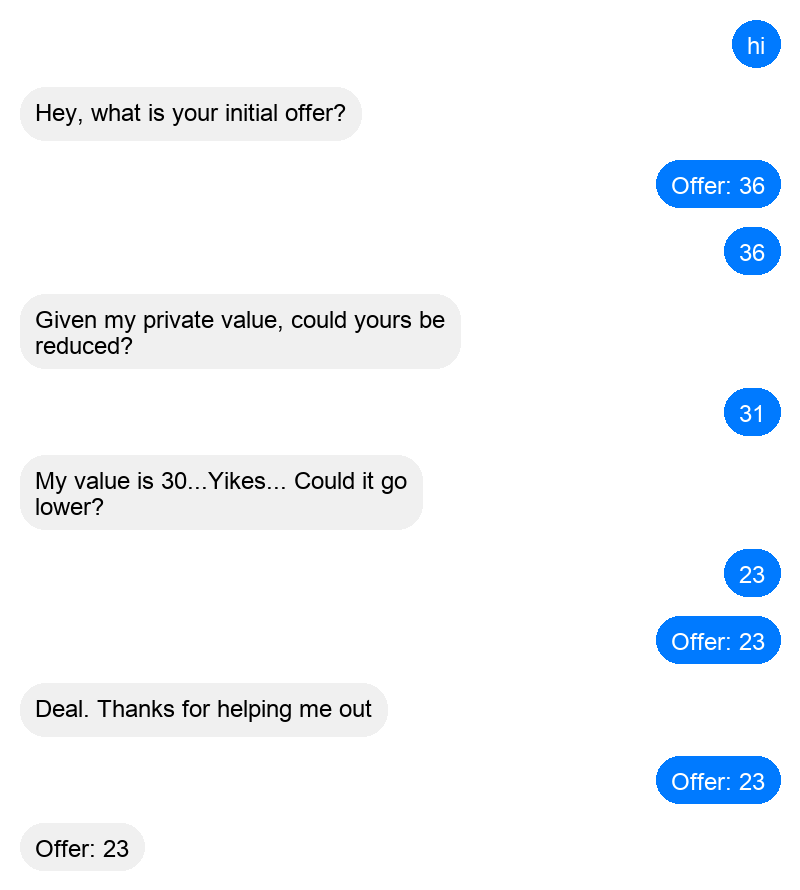 hi
Hey, what is your initial offer?
Offer: 36
36
Given my private value, could yours be
reduced?
31
My value is 30...Yikes... Could it go
lower?
23
Offer: 23
Deal. Thanks for helping me out
Offer: 23
Offer: 23